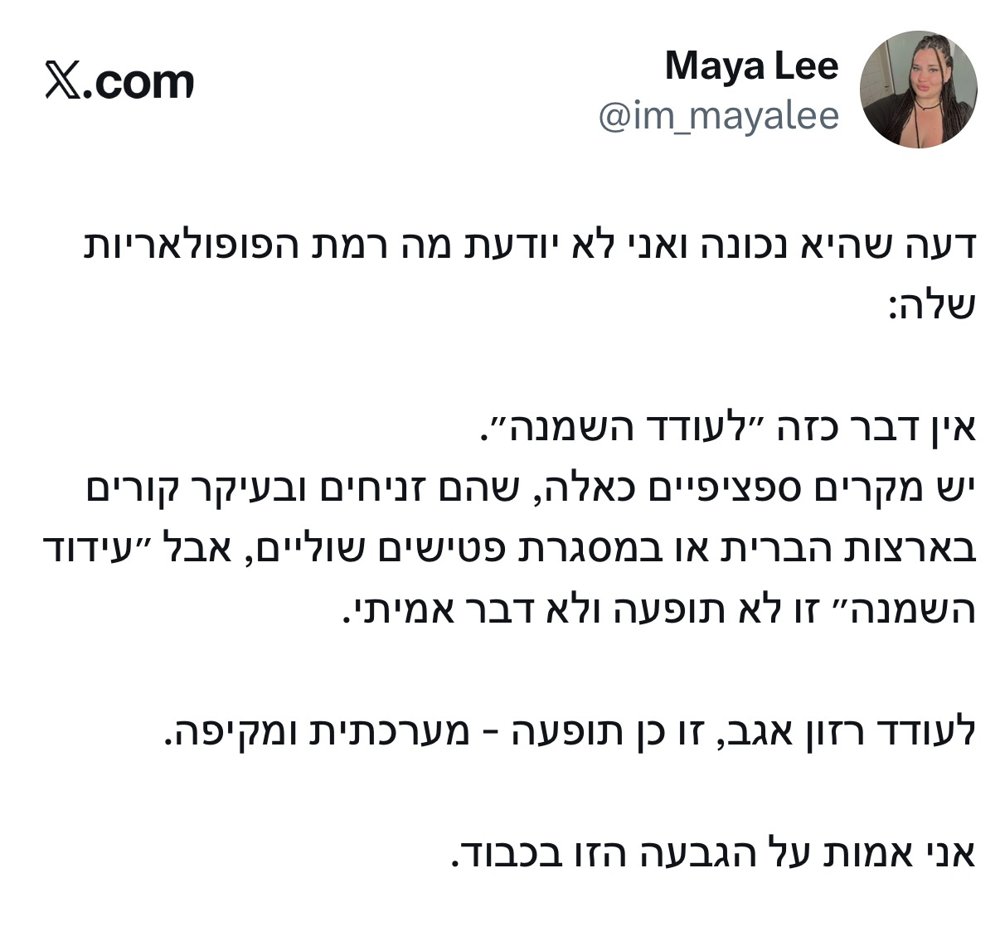 X.com
Maya Lee
@im_mayalee
דעה שהיא נכונה ואני לא יודעת מה רמת הפופולאריות
שלה:
אין דבר כזה ״לעודד השמנה״.
יש מקרים ספציפיים כאלה, שהם זניחים ובעיקר קורים
בארצות הברית או במסגרת פטישים שוליים, אבל ״עידוד
השמנה״ זו לא תופעה ולא דבר אמיתי.
לעודד רזון אגב, זו כן תופעה - מערכתית ומקיפה.
אני אמות על הגבעה הזו בכבוד.